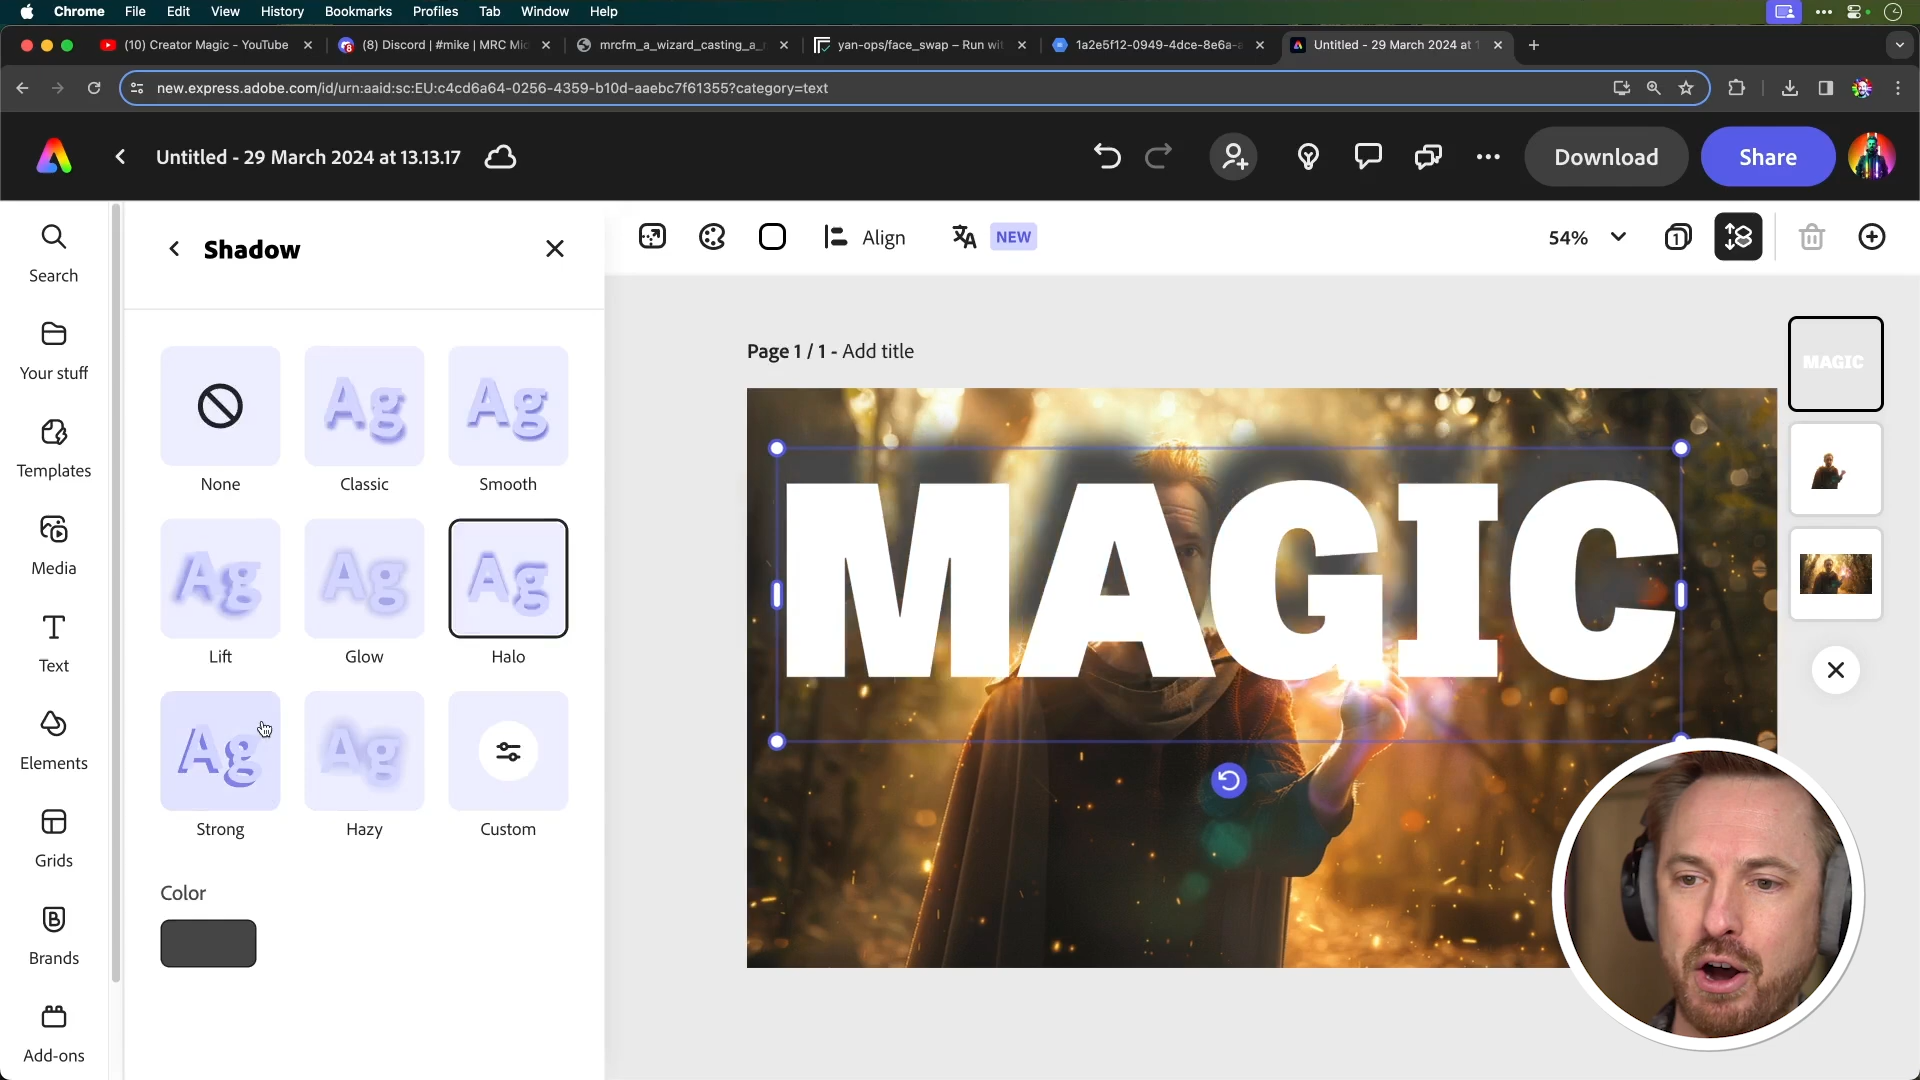 Chrome File Edit View History Bookmarks Profiles Tab Window Help
(10) Creator Magic - YouTube
(8) Discord | #mike | MRC Mi
mrcfm_a_wizard_casting_a_
yan-ops/face_swap – Run wit
1a2e5f12-0949-4dce-8e6a-a
Untitled - 29 March 2024 at 1
new.express.adobe.com/id/urn:aaid:sc:EU:c4cd6a64-0256-4359-b10d-aaebc7f61355?category=text
Untitled - 29 March 2024 at 13.13.17
Download
Share
Search
Your stuff
Templates
Media
Text
Elements
Grids
Brands
Add-ons
Shadow
Ag Ag
None Classic Smooth
Ag Ag Ag
Lift Glow Halo
Ag Ag
Strong Hazy Custom
Color
Align
NEW
54%
1
Page 1 / 1 - Add title
MAGIC
MAGIC